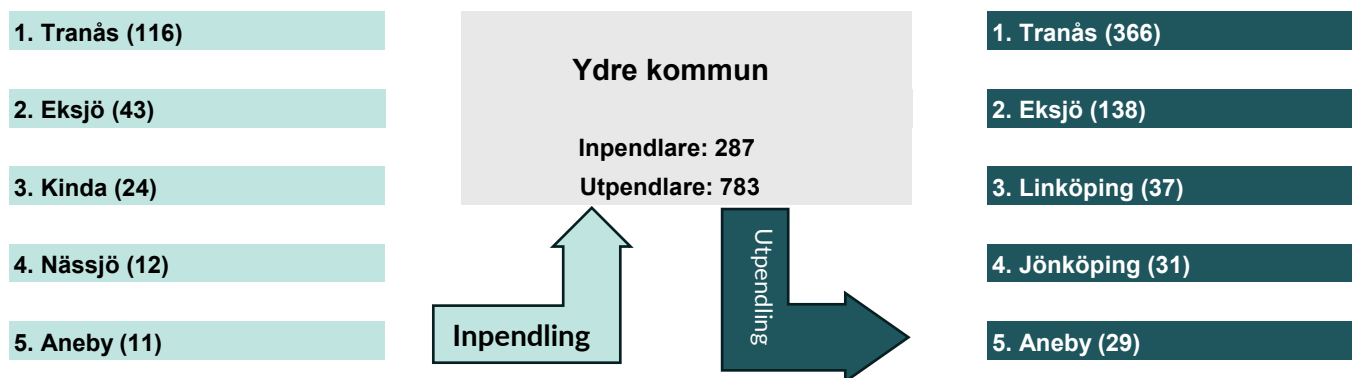 1. Tranås (116)
2. Eksjö (43)
3. Kinda (24)
4. Nässjö (12)
5. Aneby (11)
Ydre kommun
Inpendlare: 287
Utpendlare: 783
Inpendling
Utpendling
1. Tranås (366)
2. Eksjö (138)
3. Linköping (37)
4. Jönköping (31)
5. Aneby (29)